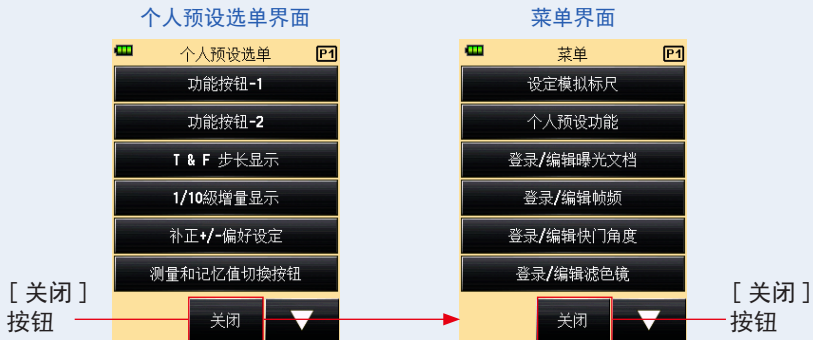 个人预设选单界面
个人预设选单
P1
功能按钮-1
功能按钮-2
T & F 步长显示
1/10級增量显示
补正+/-偏好设定
测量和记忆值切换按钮
关闭
[ 关闭 ]
按钮
菜单界面
菜单
P1
设定模拟标尺
个人预设功能
登录/编辑曝光文档
登录/编辑帧频
登录/编辑快门角度
登录/编辑滤色镜
关闭
[ 关闭 ]
按钮